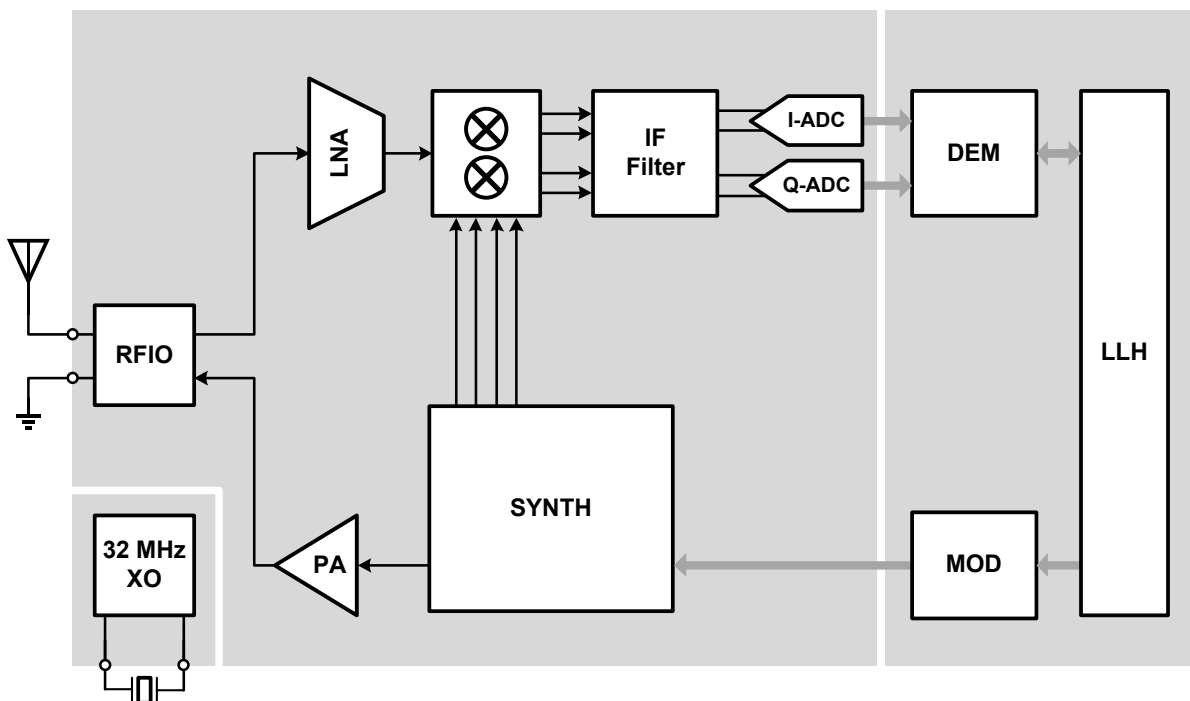 LNA
IF
Filter
I-ADC
Q-ADC
DEM
RFIO
LLH
SYNTH
32 MHz
XO
PA
MOD